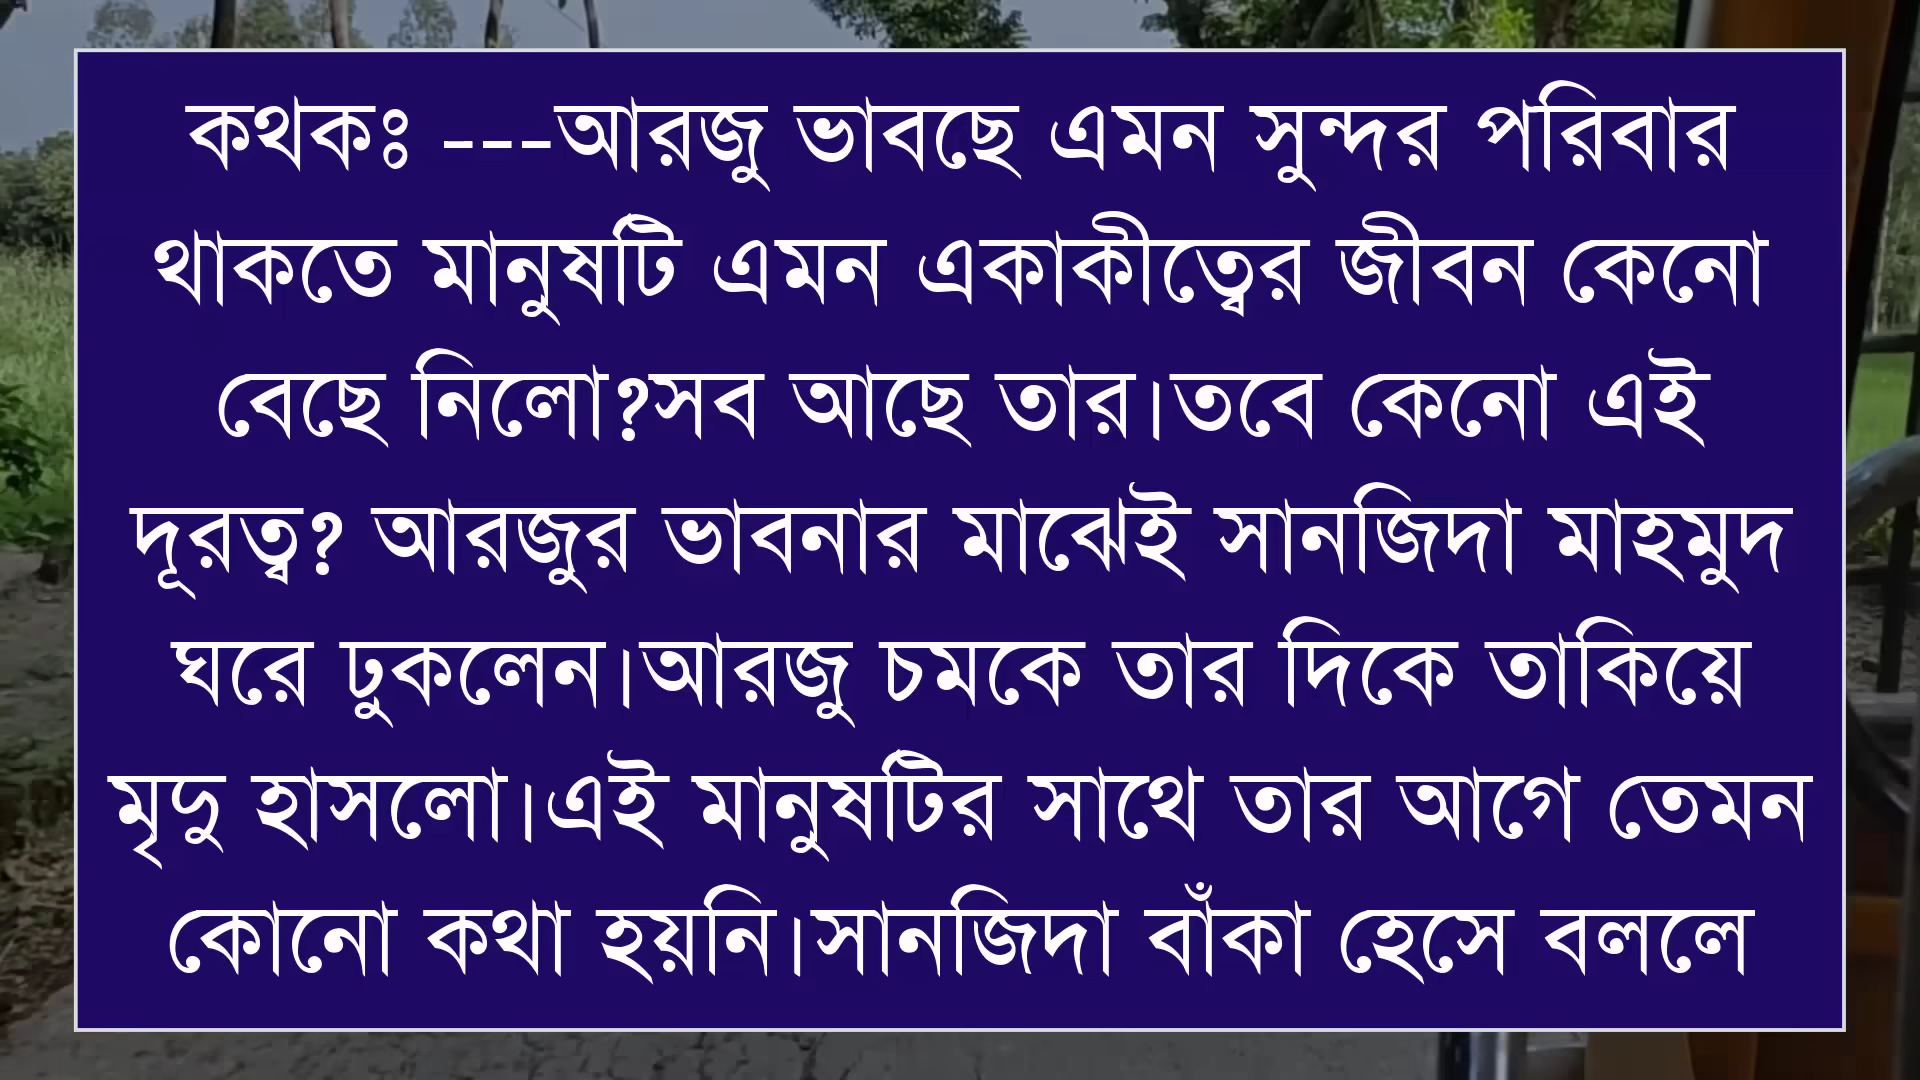 কথকঃ ---আরজু ভাবছে এমন সুন্দর পরিবার
থাকতে মানুষটি এমন একাকীত্বের জীবন কেনো
বেছে নিলো?সব আছে তার।তবে কেনো এই
দূরত্ব? আরজুর ভাবনার মাঝেই সানজিদা মাহমুদ
ঘরে ঢুকলেন।আরজু চমকে তার দিকে তাকিয়ে
মৃদু হাসলো।এই মানুষটির সাথে তার আগে তেমন
কোনো কথা হয়নি।সানজিদা বাঁকা হেসে বললে